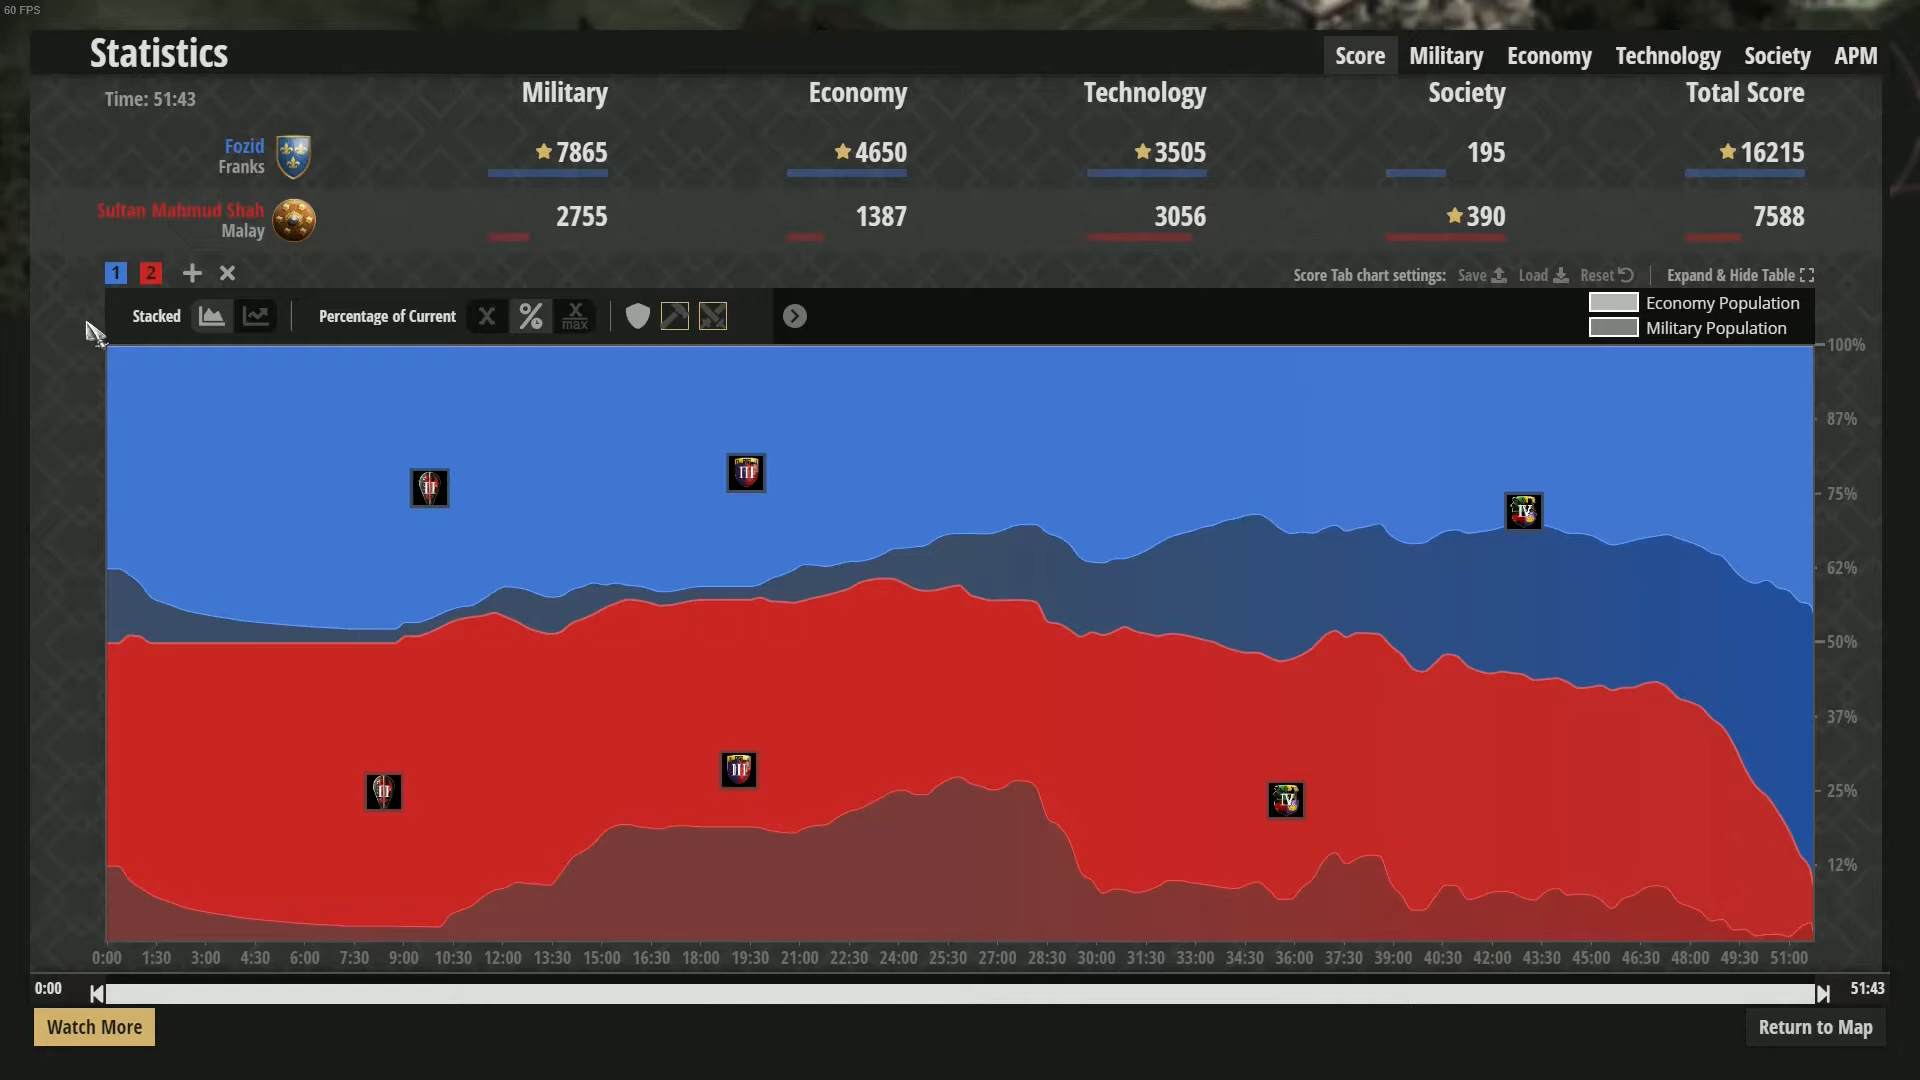 60 FPS
Statistics
Score Military Economy Technology Society APM
Time: 51:43 Military Economy Technology Society Total Score
Fozid
Franks 7865 4650 3505 195 16215
Sultan Mahmud Shah
Malay 2755 1387 3056 390 7588
1 2
Score Tab chart settings: Save Load Reset Expand & Hide Table
Stacked Percentage of Current X % X max
Economy Population
Military Population
100%
87%
75%
62%
50%
37%
25%
12%
II III IV
II III IV
0:00 1:30 3:00 4:30 6:00 7:30 9:00 10:30 12:00 13:30 15:00 16:30 18:00 19:30 21:00 22:30 24:00 25:30 27:00 28:30 30:00 31:30 33:00 34:30 36:00 37:30 39:00 40:30 42:00 43:30 45:00 46:30 48:00 49:30 51:00
0:00 51:43
Watch More Return to Map